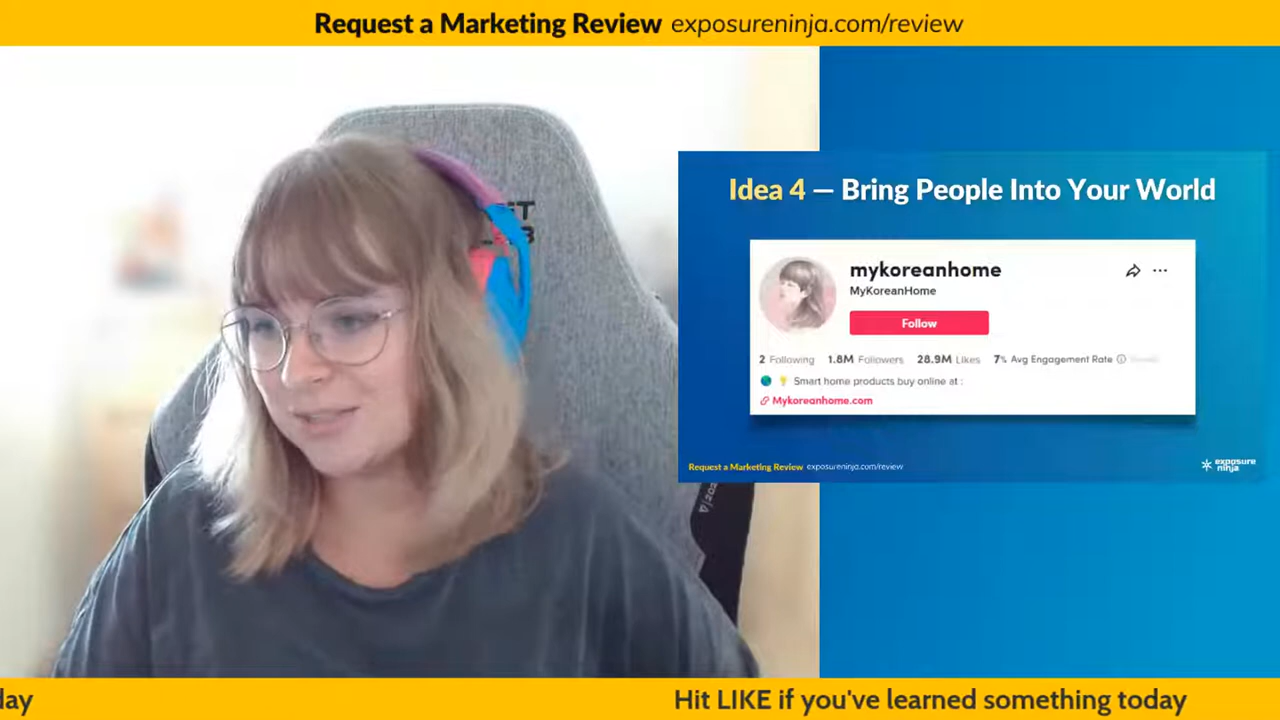 Request a Marketing Review exposureninja.com/review
Idea 4 — Bring People Into Your World
mykoreanhome
MyKoreanHome
Follow
2 Following 1.8M Followers 28.9M Likes 7% Avg Engagement Rate
Smart home products buy online at :
Mykoreanhome.com
Request a Marketing Review exposureninja.com/review
exposure
ninja
day
Hit LIKE if you've learned something today